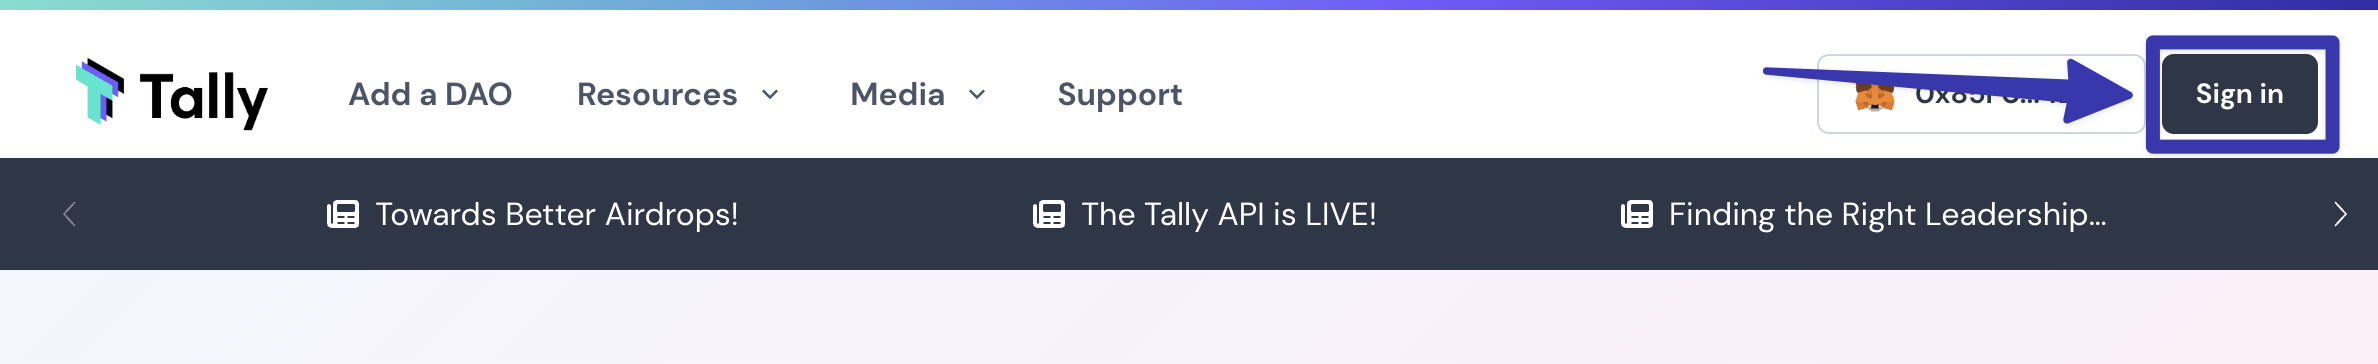 Tally
Add a DAO
Resources
Media
Support
Sign in
Towards Better Airdrops!
The Tally API is LIVE!
Finding the Right Leadership...